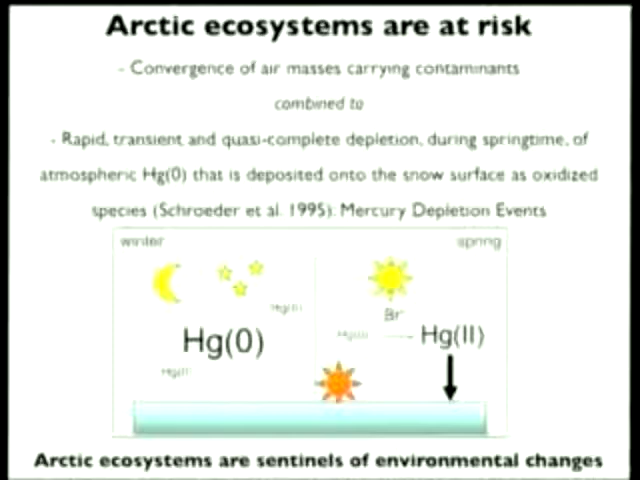 Arctic ecosystems are at risk
- Convergence of air masses carrying contaminants
combined to
- Rapid, transient and quasi-complete depletion, during springtime, of
atmospheric Hg(0) that is deposited onto the snow surface as oxidized
species (Schroeder et al. 1995): Mercury Depletion Events
winter spring
Br
Hg(0) Hg(II)
Arctic ecosystems are sentinels of environmental changes